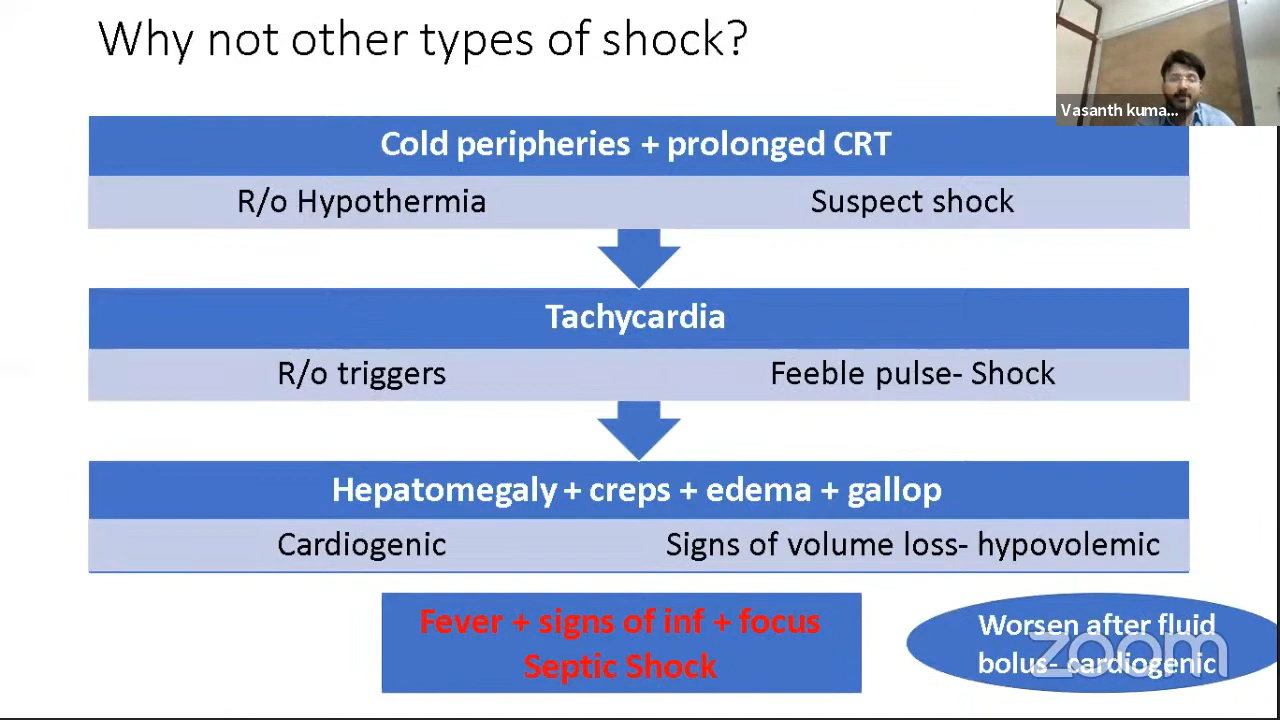 Why not other types of shock?
Vasanth kuma...
Cold peripheries + prolonged CRT
R/o Hypothermia
Suspect shock
Tachycardia
R/o triggers
Feeble pulse- Shock
Hepatomegaly + creps + edema + gallop
Cardiogenic
Signs of volume loss- hypovolemic
Fever + signs of inf + focus
Septic Shock
Worsen after fluid
bolus- cardiogenic
zoom